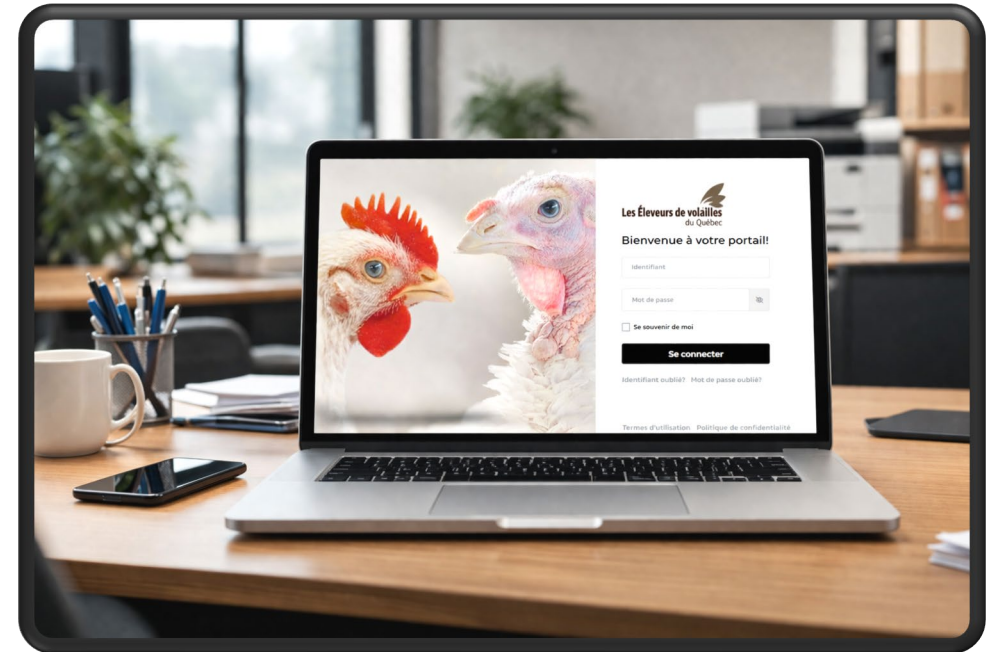 Les Éleveurs de volailles
du Québec
Bienvenue à votre portail!
Identifiant
Mot de passe
Se souvenir de moi
Se connecter
Identifiant oublié? Mot de passe oublié?
Termes d'utilisation Politique de confidentialité